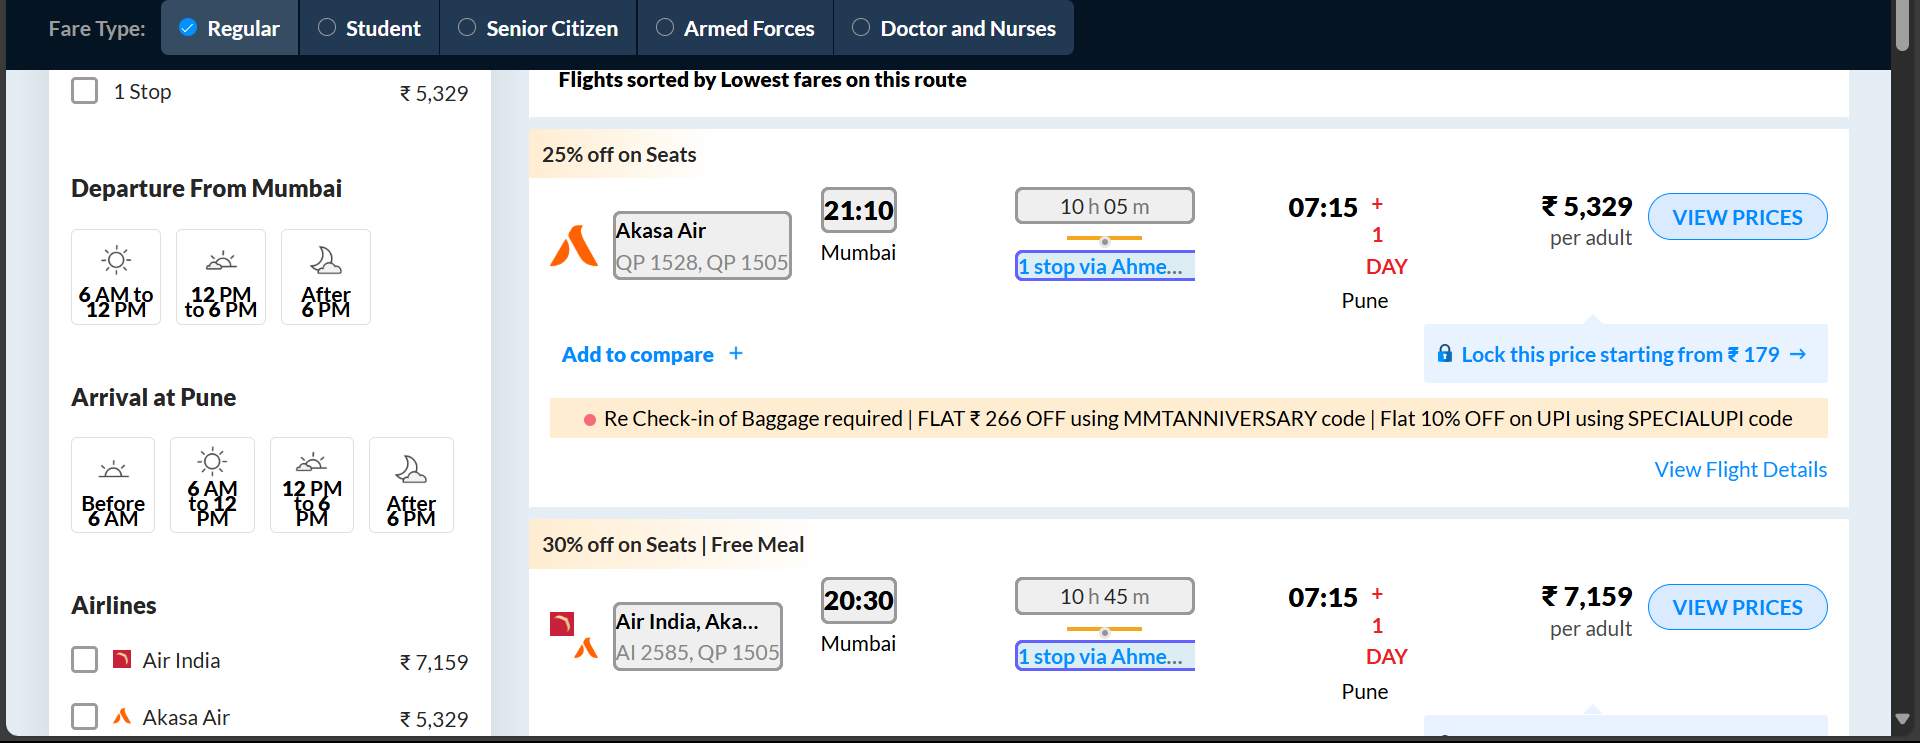 Fare Type:
Regular
Student
Senior Citizen
Armed Forces
Doctor and Nurses
1 Stop
₹ 5,329
Departure From Mumbai
6 AM to
12 PM
12 PM
to 6 PM
After
6 PM
Arrival at Pune
Before
6 AM
6 AM
to 12
PM
12 PM
to 6
PM
After
6 PM
Airlines
Air India
₹ 7,159
Akasa Air
₹ 5,329
Flights sorted by Lowest fares on this route
25% off on Seats
Akasa Air
QP 1528, QP 1505
21:10
Mumbai
10 h 05 m
1 stop via Ahme...
07:15 +
1
DAY
Pune
₹ 5,329
per adult
VIEW PRICES
Add to compare +
Lock this price starting from ₹ 179 →
Re Check-in of Baggage required | FLAT ₹ 266 OFF using MMTANNIVERSARY code | Flat 10% OFF on UPI using SPECIALUPI code
View Flight Details
30% off on Seats | Free Meal
Air India, Aka...
AI 2585, QP 1505
20:30
Mumbai
10 h 45 m
1 stop via Ahme...
07:15 +
1
DAY
Pune
₹ 7,159
per adult
VIEW PRICES